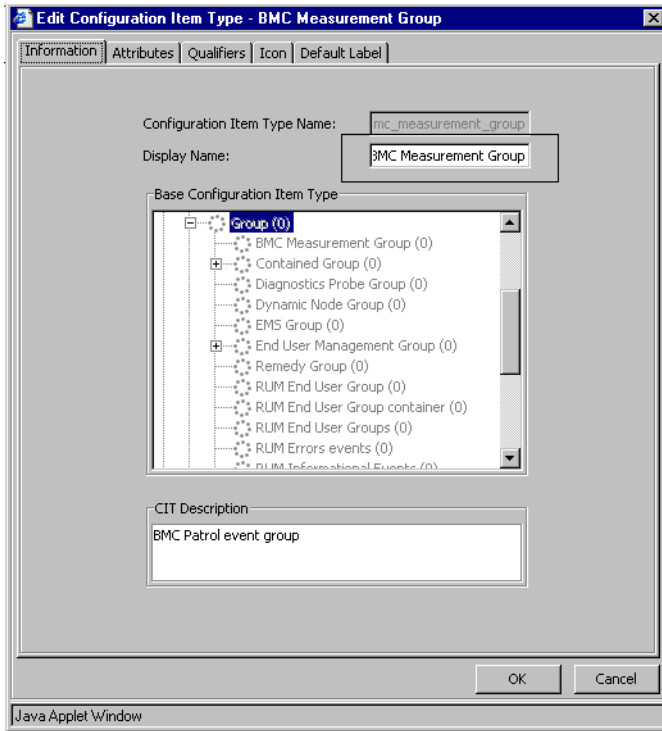 Edit Configuration Item Type - BMC Measurement Group
Information Attributes Qualifiers Icon Default Label
Configuration Item Type Name: mc_measurement_group
Display Name: BMC Measurement Group
Base Configuration Item Type
Group (0)
BMC Measurement Group (0)
Contained Group (0)
Diagnostics Probe Group (0)
Dynamic Node Group (0)
EMS Group (0)
End User Management Group (0)
Remedy Group (0)
RUM End User Group (0)
RUM End User Group container (0)
RUM End User Groups (0)
RUM Errors events (0)
RUM Informational Events (0)
CIT Description
BMC Patrol event group
OK Cancel
Java Applet Window